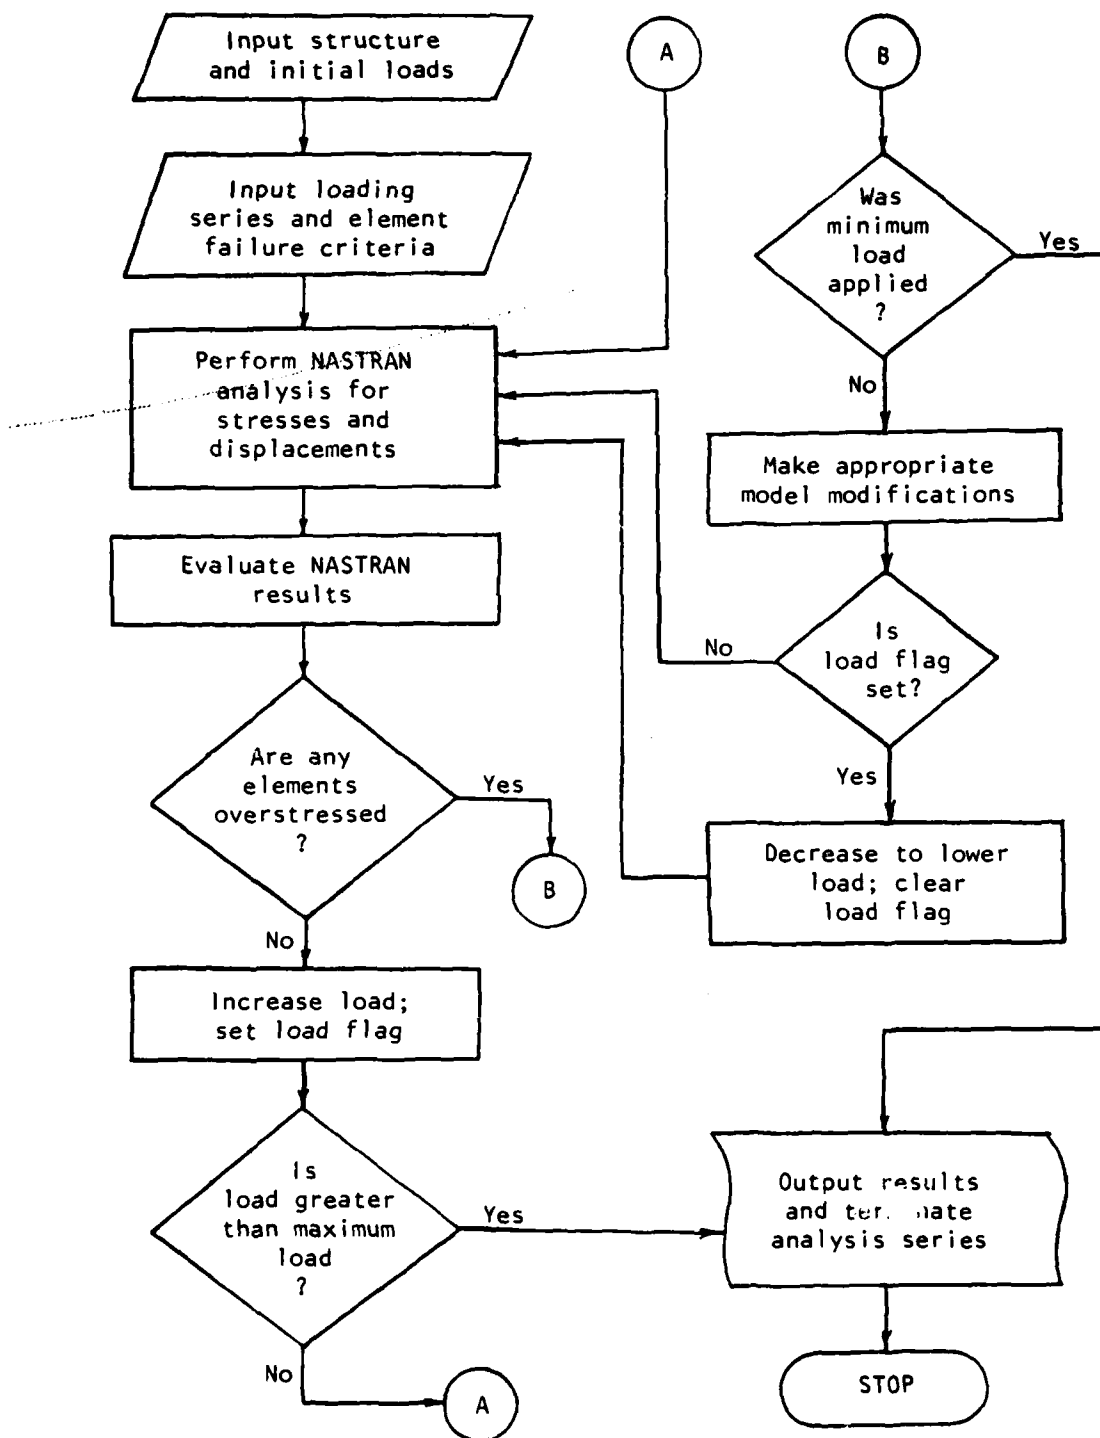 Input structure
and initial loads
Input loading
series and element
failure criteria
Perform NASTRAN
analysis for
stresses and
displacements
Evaluate NASTRAN
results
Are any
elements
overstressed
?
Yes
B
No
Increase load;
set load flag
Is
load greater
than maximum
load
?
Yes
No
A
A
B
Was
minimum
load
applied
?
Yes
No
Make appropriate
model modifications
Is
load flag
set?
No
Yes
Decrease to lower
load; clear
load flag
Output results
and
analysis series
STOP